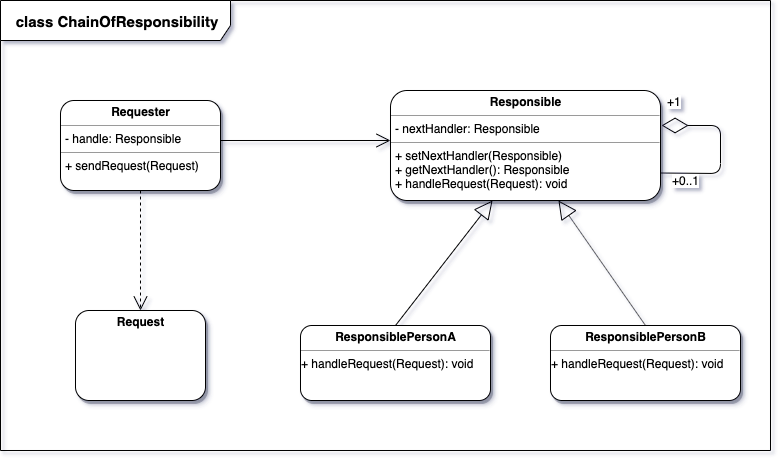 class ChainOfResponsibility
Requester
- handle: Responsible
+ sendRequest(Request)
Responsible
- nextHandler: Responsible
+ setNextHandler(Responsible)
+ getNextHandler(): Responsible
+ handleRequest(Request): void
+1
+0..1
Request
ResponsiblePersonA
+ handleRequest(Request): void
ResponsiblePersonB
+ handleRequest(Request): void